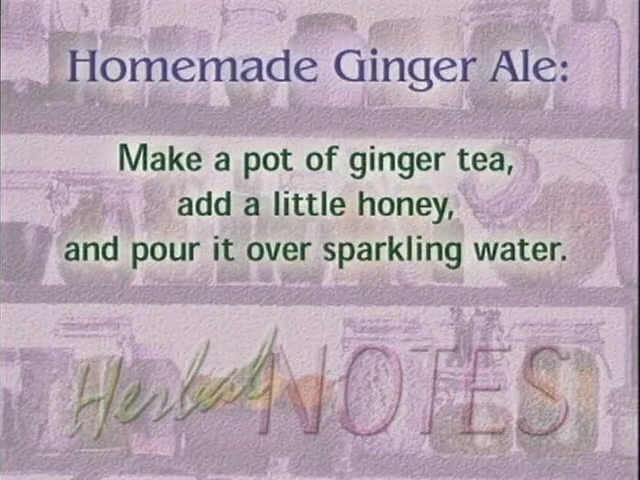 Homemade Ginger Ale:
Make a pot of ginger tea,
add a little honey,
and pour it over sparkling water.
Herbal NOTES